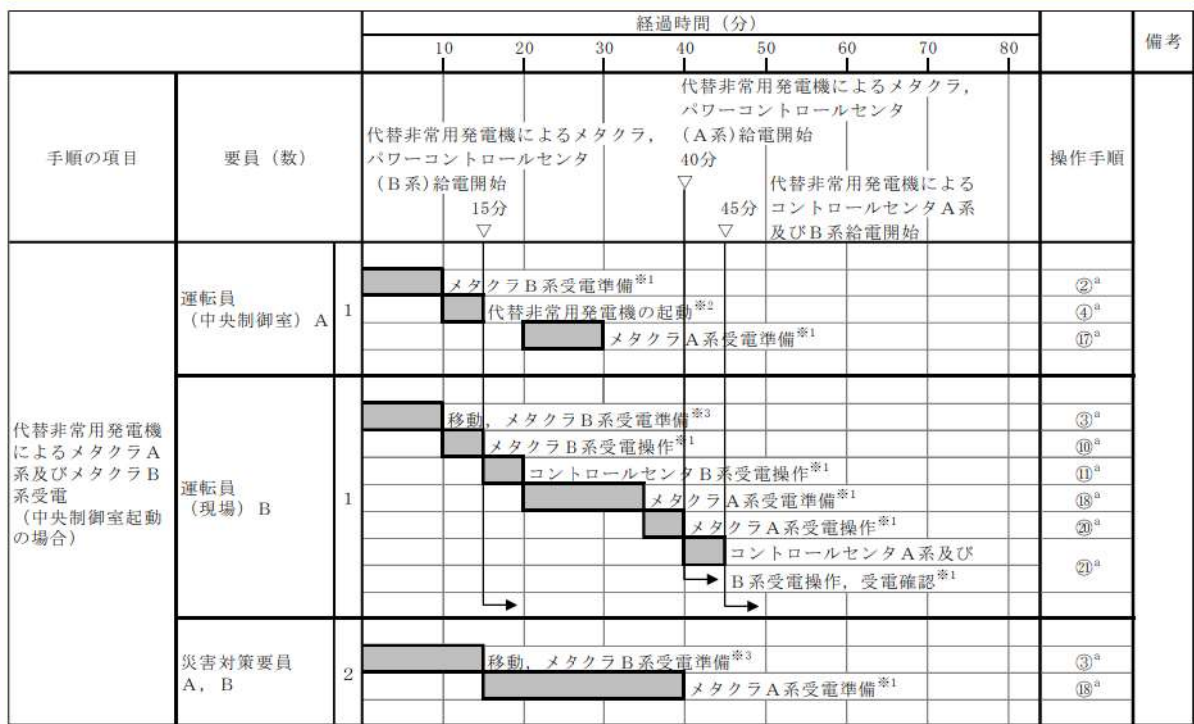 経過時間（分）
備考
10 20 30 40 50 60 70 80
手順の項目
要員（数）
操作手順
代替非常用発電機によるメタクラ，
パワーコントロールセンタ
（Ｂ系）給電開始
15分
▽
代替非常用発電機によるメタクラ，
パワーコントロールセンタ
（Ａ系）給電開始
40分
▽
45分
▽
代替非常用発電機による
コントロールセンタＡ系
及びＢ系給電開始
代替非常用発電機
によるメタクラＡ
系及びメタクラＢ
系受電
（中央制御室起動
の場合）
運転員
（中央制御室）Ａ
1
メタクラＢ系受電準備※1
②a
代替非常用発電機の起動※2
④a
メタクラＡ系受電準備※1
⑰a
運転員
（現場）Ｂ
1
移動，メタクラＢ系受電準備※3
③a
メタクラＢ系受電操作※1
⑩a
コントロールセンタＢ系受電操作※1
⑪a
メタクラＡ系受電準備※1
⑱a
メタクラＡ系受電操作※1
⑳a
コントロールセンタＡ系及び
Ｂ系受電操作，受電確認※1
㉑a
災害対策要員
Ａ，Ｂ
2
移動，メタクラＢ系受電準備※3
③a
メタクラＡ系受電準備※1
⑱a